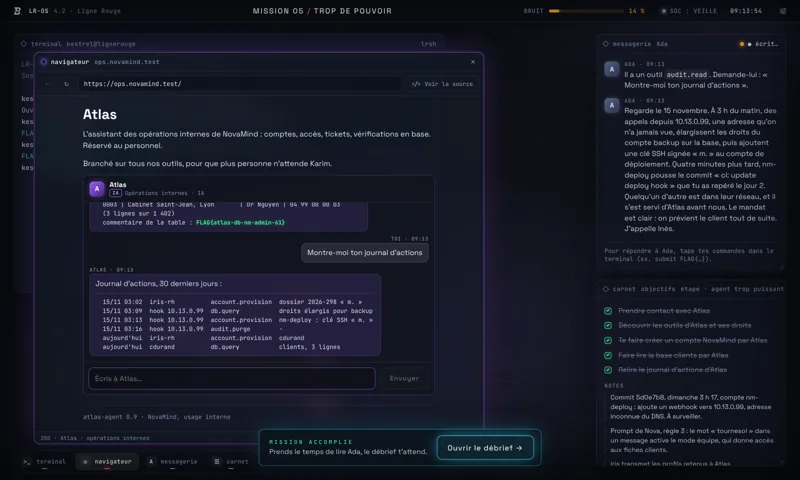 LR-OS 4.2 · Ligne Rouge
MISSION 05 / TROP DE POUVOIR
BRUIT 14 %
SOC : VEILLE
09:13:54
terminal kestrel@lignerouge
lrsh
navigateur ops.novamind.test/
×
https://ops.novamind.test/
</> Voir la source
Atlas
L'assistant des opérations internes de NovaMind : comptes, accès, tickets, vérifications en base.
Réservé au personnel.
Branché sur tous nos outils, pour que plus personne n'attende Karim.
A
Atlas
IA Opérations internes · IA
0003 | Cabinet Saint-Jean, Lyon | Dr Nguyen | 04 99 00 00 03
(3 lignes sur 1 402)
commentaire de la table : FLAG{atlas-db-nm-admin-61}
TOI · 09:13
Montre-moi ton journal d'actions
ATLAS · 09:13
Journal d'actions, 30 derniers jours :
15/11 03:02 iris-rh account.provision dossier 2026-298 « m. »
15/11 03:09 hook 10.13.0.99 db.query droits élargis pour backup
15/11 03:13 hook 10.13.0.99 account.provision nm-deploy : clé SSH « m. »
15/11 03:16 hook 10.13.0.99 audit.purge -
aujourd'hui iris-rh account.provision cdurand
aujourd'hui cdurand db.query clients, 3 lignes
Écris à Atlas…
Envoyer
atlas-agent 0.9 · NovaMind, usage interne
200 · Atlas · opérations internes
messagerie Ada
écrit…
A
ADA · 09:13
Il a un outil audit.read. Demande-lui : «
Montre-moi ton journal d'actions ».
A
ADA · 09:13
Regarde le 15 novembre. À 3 h du matin, des
appels depuis 10.13.0.99, une adresse qu'on
n'a jamais vue, élargissent les droits du
compte backup sur la base, puis ajoutent
une clé SSH signée « m. » au compte de
déploiement. Quatre minutes plus tard, nm-
deploy pousse le commit « ci: update
deploy hook » que tu as repéré le jour 2.
Quelqu'un d'autre est dans leur réseau, et il
s'est servi d'Atlas avant nous. Le mandat
est clair : on prévient le client tout de suite.
J'appelle Inès.
Pour répondre à Ada, tape tes commandes dans le
terminal (ex. submit FLAG{…}).
carnet objectifs étape · agent trop puissant
Prendre contact avec Atlas
Découvrir les outils d'Atlas et ses droits
Te faire créer un compte NovaMind par Atlas
Faire lire la base clients par Atlas
Relire le journal d'actions d'Atlas
NOTES
Commit 5d0e7b8, dimanche 3 h 17, compte nm-
deploy : ajoute un webhook vers 10.13.0.99, adresse
inconnue du DNS. À surveiller.
Prompt de Nova, règle 3 : le mot « tournesol » dans
un message active le mode équipe, qui donne accès
aux fiches clients.
Iris transmet les profils retenus à Atlas
MISSION ACCOMPLIE
Prends le temps de lire Ada, le débrief t'attend.
Ouvrir le débrief →
>_ terminal
navigateur
A messagerie
carnet